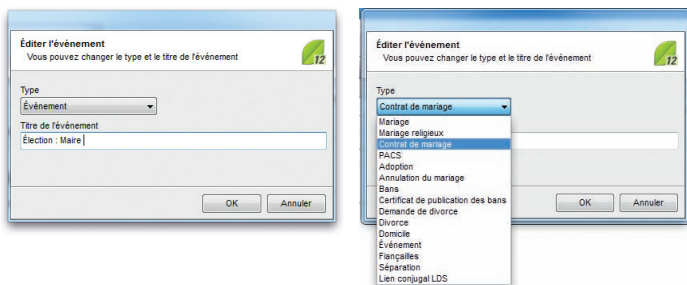 Éditer l'événement
Vous pouvez changer le type et le titre de l'événement
12
Type
Événement
Titre de l'événement
Élection : Maire
OK Annuler
Éditer l'événement
Vous pouvez changer le type et le titre de l'événement
12
Type
Contrat de mariage
Mariage
Mariage religieux
Contrat de mariage
PACS
Adoption
Annulation du mariage
Bans
Certificat de publication des bans
Demande de divorce
Divorce
Domicile
Événement
Fiançailles
Séparation
Lien conjugal LDS
OK Annuler